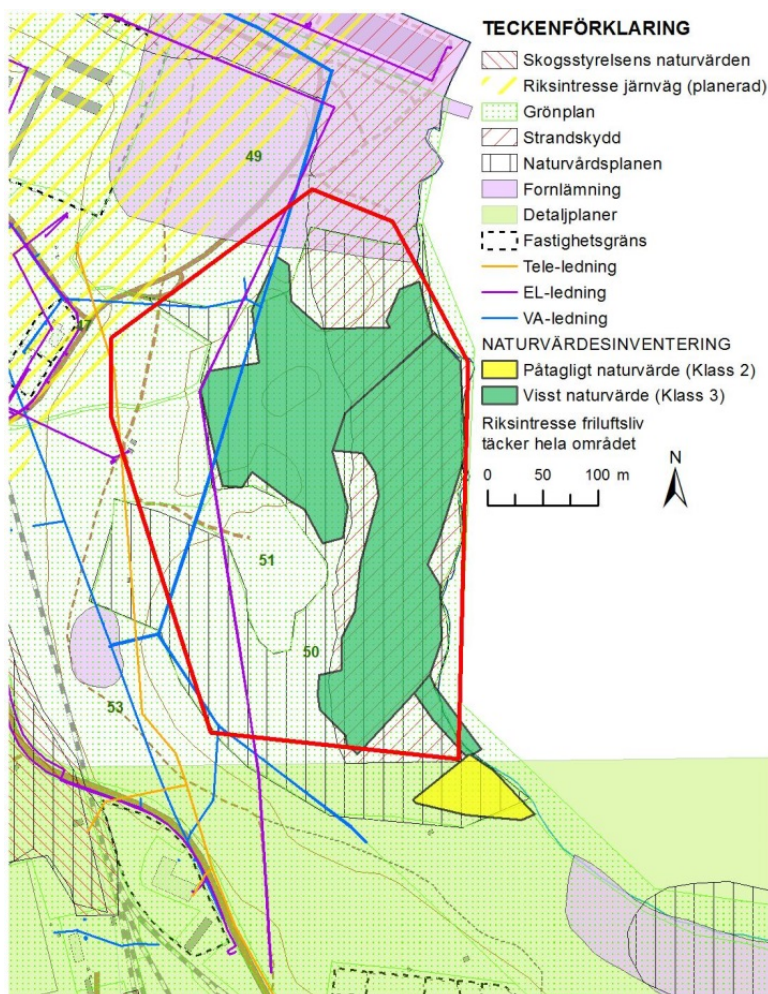 TECKENFÖRKLARING
Skogsstyrelsens naturvärden
Riksintresse järnväg (planerad)
Grönplan
Strandskydd
Naturvårdsplanen
Fornlämning
Detaljplaner
Fastighetsgräns
Tele-ledning
EL-ledning
VA-ledning
NATURVÄRDESINVENTERING
Påtagligt naturvärde (Klass 2)
Visst naturvärde (Klass 3)
Riksintresse friluftsliv
täcker hela området
N
0 50 100 m
49
47
51
50
53